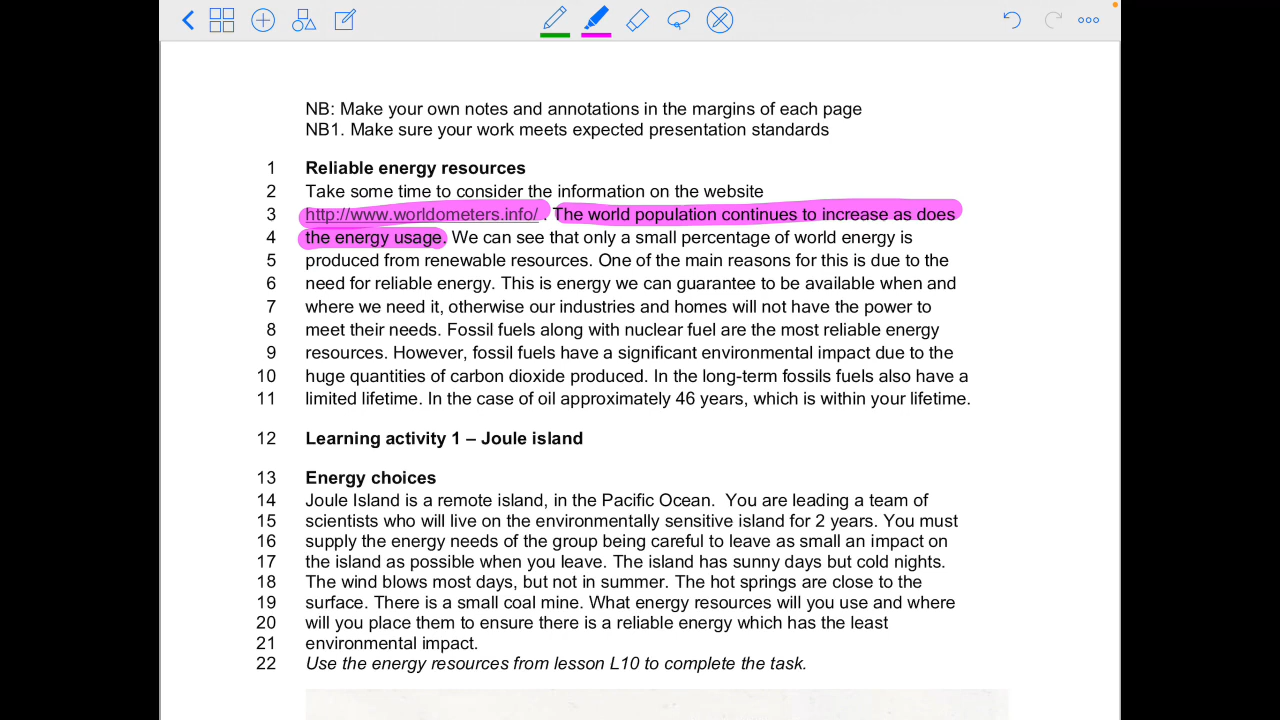 NB: Make your own notes and annotations in the margins of each page
NB1. Make sure your work meets expected presentation standards
1 Reliable energy resources
2 Take some time to consider the information on the website
3 http://www.worldometers.info/ . The world population continues to increase as does
4 the energy usage. We can see that only a small percentage of world energy is
5 produced from renewable resources. One of the main reasons for this is due to the
6 need for reliable energy. This is energy we can guarantee to be available when and
7 where we need it, otherwise our industries and homes will not have the power to
8 meet their needs. Fossil fuels along with nuclear fuel are the most reliable energy
9 resources. However, fossil fuels have a significant environmental impact due to the
10 huge quantities of carbon dioxide produced. In the long-term fossils fuels also have a
11 limited lifetime. In the case of oil approximately 46 years, which is within your lifetime.
12 Learning activity 1 – Joule island
13 Energy choices
14 Joule Island is a remote island, in the Pacific Ocean.  You are leading a team of
15 scientists who will live on the environmentally sensitive island for 2 years. You must
16 supply the energy needs of the group being careful to leave as small an impact on
17 the island as possible when you leave. The island has sunny days but cold nights.
18 The wind blows most days, but not in summer. The hot springs are close to the
19 surface. There is a small coal mine. What energy resources will you use and where
20 will you place them to ensure there is a reliable energy which has the least
21 environmental impact.
22 Use the energy resources from lesson L10 to complete the task.